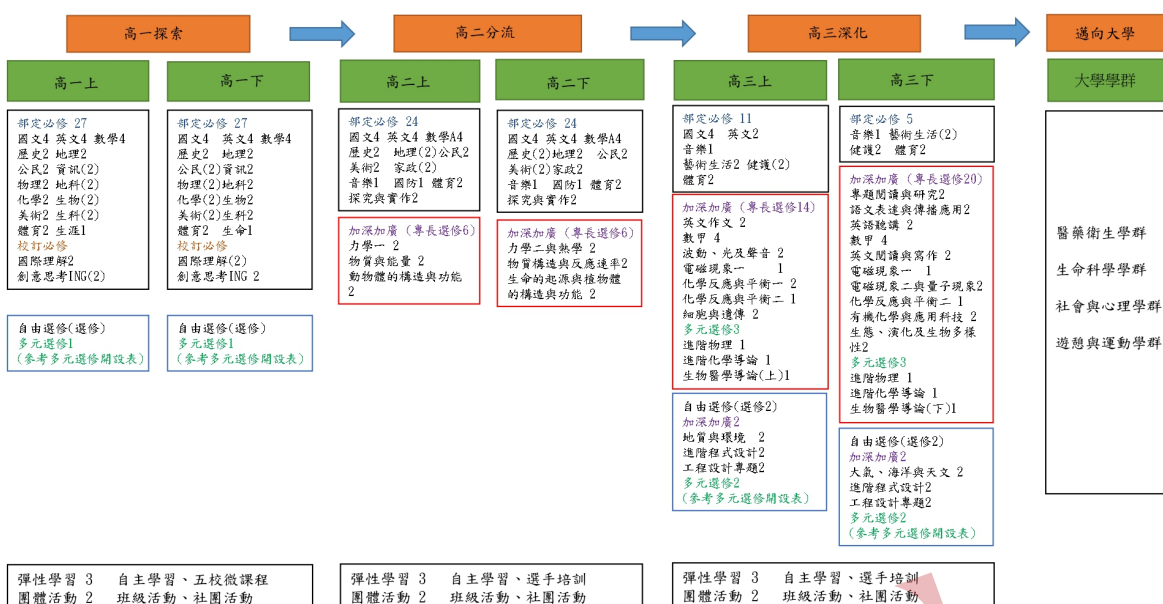 高一探索
高二分流
高三深化
邁向大學
高一上
高一下
高二上
高二下
高三上
高三下
大學學群
部定必修 27
國文4 英文4 數學4
歷史2 地理2
公民2 資訊(2)
物理2 地科(2)
化學2 生物(2)
美術2 生科(2)
體育2 生涯1
校訂必修
國際理解2
創意思考ING(2)
自由選修(選修)
多元選修1
(參考多元選修開設表)
部定必修 27
國文4 英文4 數學4
歷史2 地理2
公民(2)資訊2
物理(2)地科2
化學(2)生物2
美術(2)生科2
體育2 生命1
校訂必修
國際理解(2)
創意思考ING 2
自由選修(選修)
多元選修1
(參考多元選修開設表)
彈性學習 3 自主學習、五校微課程
團體活動 2 班級活動、社團活動
部定必修 24
國文4 英文4 數學A4
歷史2 地理(2)公民2
美術2 家政(2)
音樂1 國防1 體育2
探究與實作2
加深加廣 (專長選修6)
力學一 2
物質與能量 2
動物體的構造與功能
2
部定必修 24
國文4 英文4 數學A4
歷史(2)地理2 公民2
美術(2)家政2
音樂1 國防1 體育2
探究與實作2
加深加廣 (專長選修6)
力學二與熱學 2
物質構造與反應速率2
生命的起源與植物體
的構造與功能 2
彈性學習 3 自主學習、選手培訓
團體活動 2 班級活動、社團活動
部定必修 11
國文4 英文2
音樂1
藝術生活2 健護(2)
體育2
加深加廣 (專長選修14)
英文作文 2
數甲 4
波動、光及聲音 2
電磁現象一 1
化學反應與平衡一 2
化學反應與平衡二 1
細胞與遺傳 2
多元選修3
進階物理 1
進階化學導論 1
生物醫學導論(上)1
自由選修(選修2)
加深加廣2
地質與環境 2
進階程式設計2
工程設計專題2
多元選修2
(參考多元選修開設表)
部定必修 5
音樂1 藝術生活(2)
健護2 體育2
加深加廣 (專長選修20)
專題閱讀與研究2
語文表達與傳播應用2
英語聽講 2
數甲 4
英文閱讀與寫作 2
電磁現象一 1
電磁現象二與量子現象2
化學反應與平衡二 1
有機化學與應用科技 2
生態、演化及生物多樣
性2
多元選修3
進階物理 1
進階化學導論 1
生物醫學導論(下)1
自由選修(選修2)
加深加廣2
大氣、海洋與天文 2
進階程式設計2
工程設計專題2
多元選修2
(參考多元選修開設表)
彈性學習 3 自主學習、選手培訓
團體活動 2 班級活動、社團活動
醫藥衛生學群
生命科學學群
社會與心理學群
遊憩與運動學群